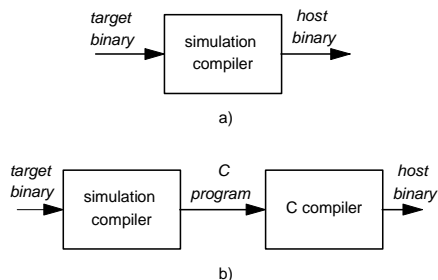 target
binary
simulation
compiler
host
binary
a)
target
binary
simulation
compiler
C
program
C compiler
host
binary
b)